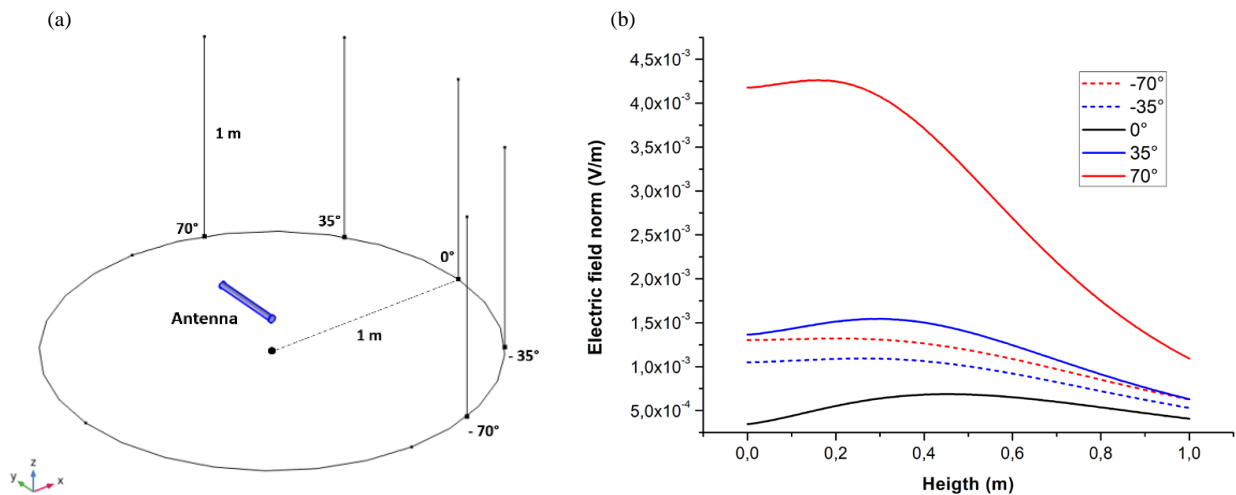 (a)
1 m
70°
35°
0°
Antenna
1 m
- 35°
- 70°
z
y
x
(b)
Electric field norm (V/m)
4,5x10⁻³
4,0x10⁻³
3,5x10⁻³
3,0x10⁻³
2,5x10⁻³
2,0x10⁻³
1,5x10⁻³
1,0x10⁻³
5,0x10⁻⁴
-70°
-35°
0°
35°
70°
0,0 0,2 0,4 0,6 0,8 1,0
Heigth (m)